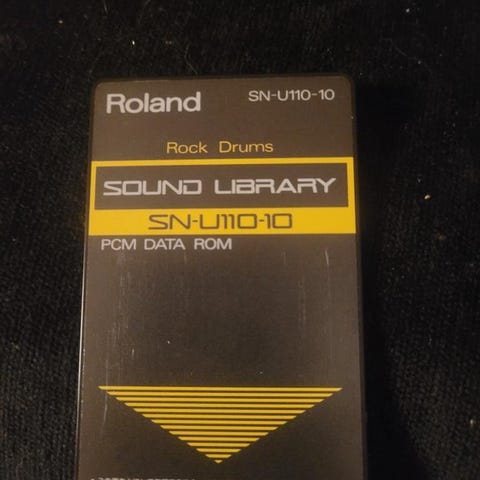 Roland SN-U110-10
Rock Drums
SOUND LIBRARY
SN-U110-10
PCM DATA ROM